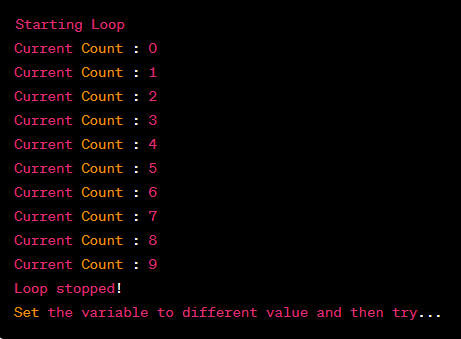 Starting Loop
Current Count : 0
Current Count : 1
Current Count : 2
Current Count : 3
Current Count : 4
Current Count : 5
Current Count : 6
Current Count : 7
Current Count : 8
Current Count : 9
Loop stopped!
Set the variable to different value and then try...